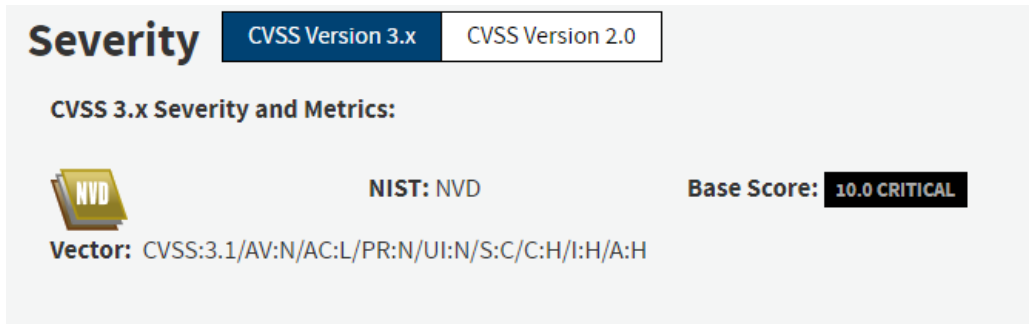 Severity CVSS Version 3.x CVSS Version 2.0
CVSS 3.x Severity and Metrics:
NVD NIST: NVD Base Score: 10.0 CRITICAL
Vector: CVSS:3.1/AV:N/AC:L/PR:N/UI:N/S:C/C:H/I:H/A:H